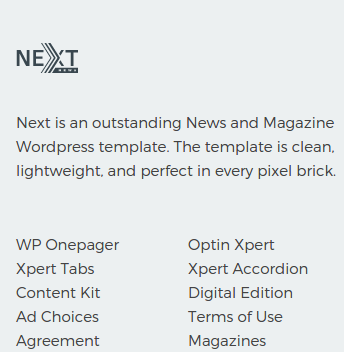 NEXT
NEWS
Next is an outstanding News and Magazine
Wordpress template. The template is clean,
lightweight, and perfect in every pixel brick.
WP Onepager
Xpert Tabs
Content Kit
Ad Choices
Agreement
Optin Xpert
Xpert Accordion
Digital Edition
Terms of Use
Magazines